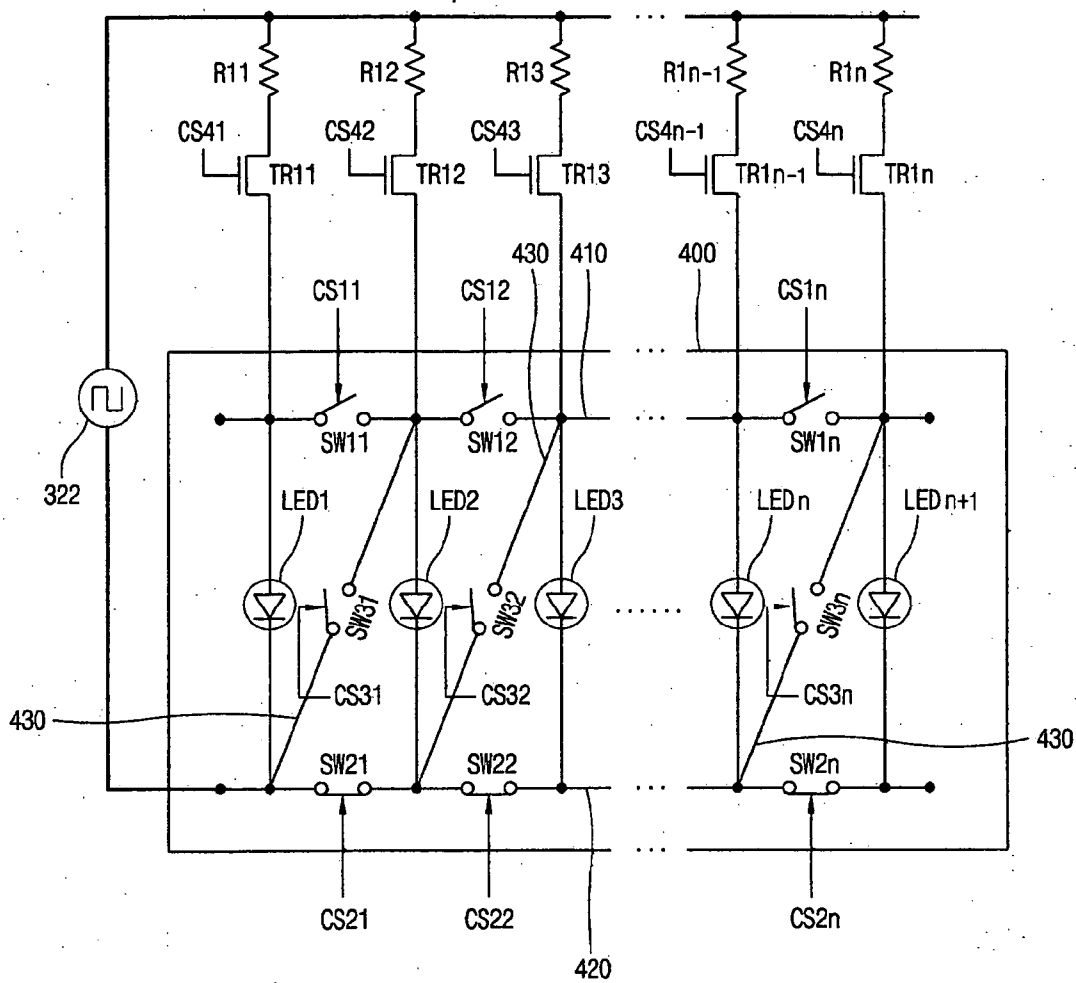 R11 R12 R13 R1n-1 R1n
CS41 CS42 CS43 CS4n-1 CS4n
TR11 TR12 TR13 TR1n-1 TR1n
430 410 400
CS11 CS12 CS1n
SW11 SW12 SW1n
322
LED1 LED2 LED3 LEDn LEDn+1
SW31 SW32 SW3n
CS31 CS32 CS3n
430 430
SW21 SW22 SW2n
CS21 CS22 CS2n
420